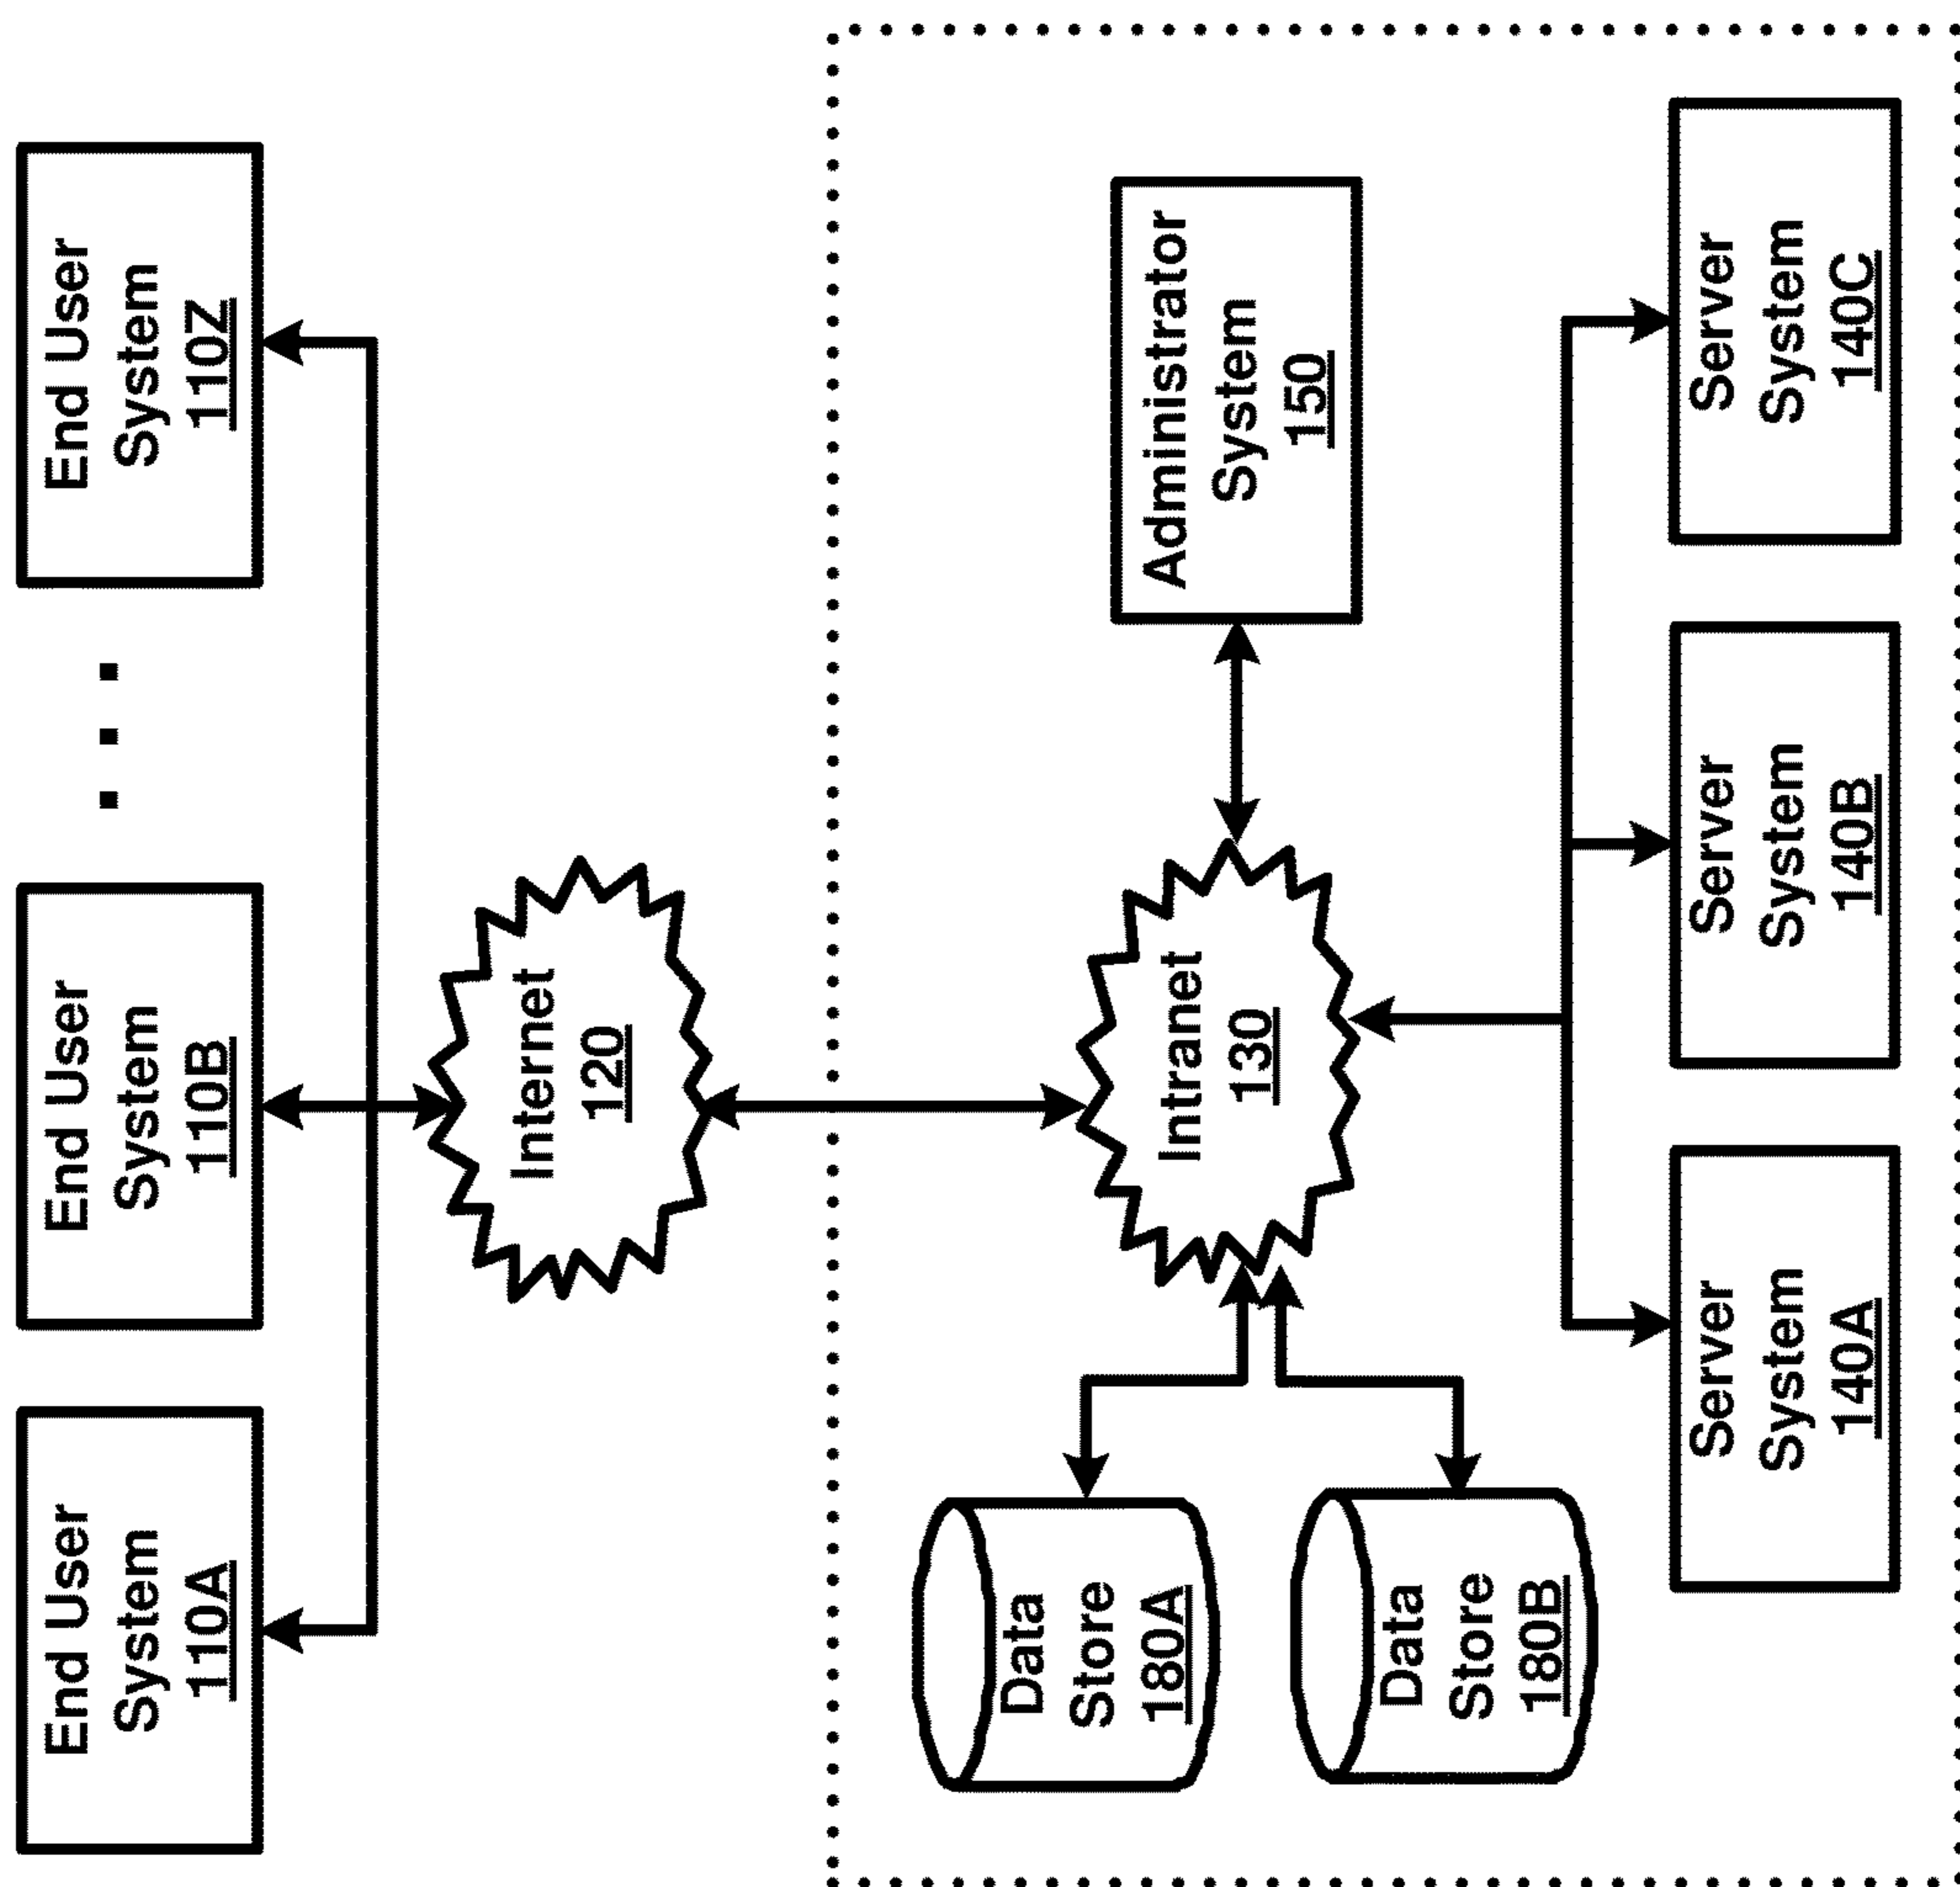 End User
System
110A
End User
System
110B
. . .
End User
System
110Z
Internet
120
Data
Store
180A
Data
Store
180B
Intranet
130
Administrator
System
150
Server
System
140A
Server
System
140B
Server
System
140C